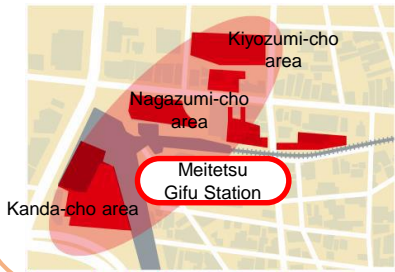 Kiyozumi-cho
area
Nagazumi-cho
area
Meitetsu
Gifu Station
Kanda-cho area